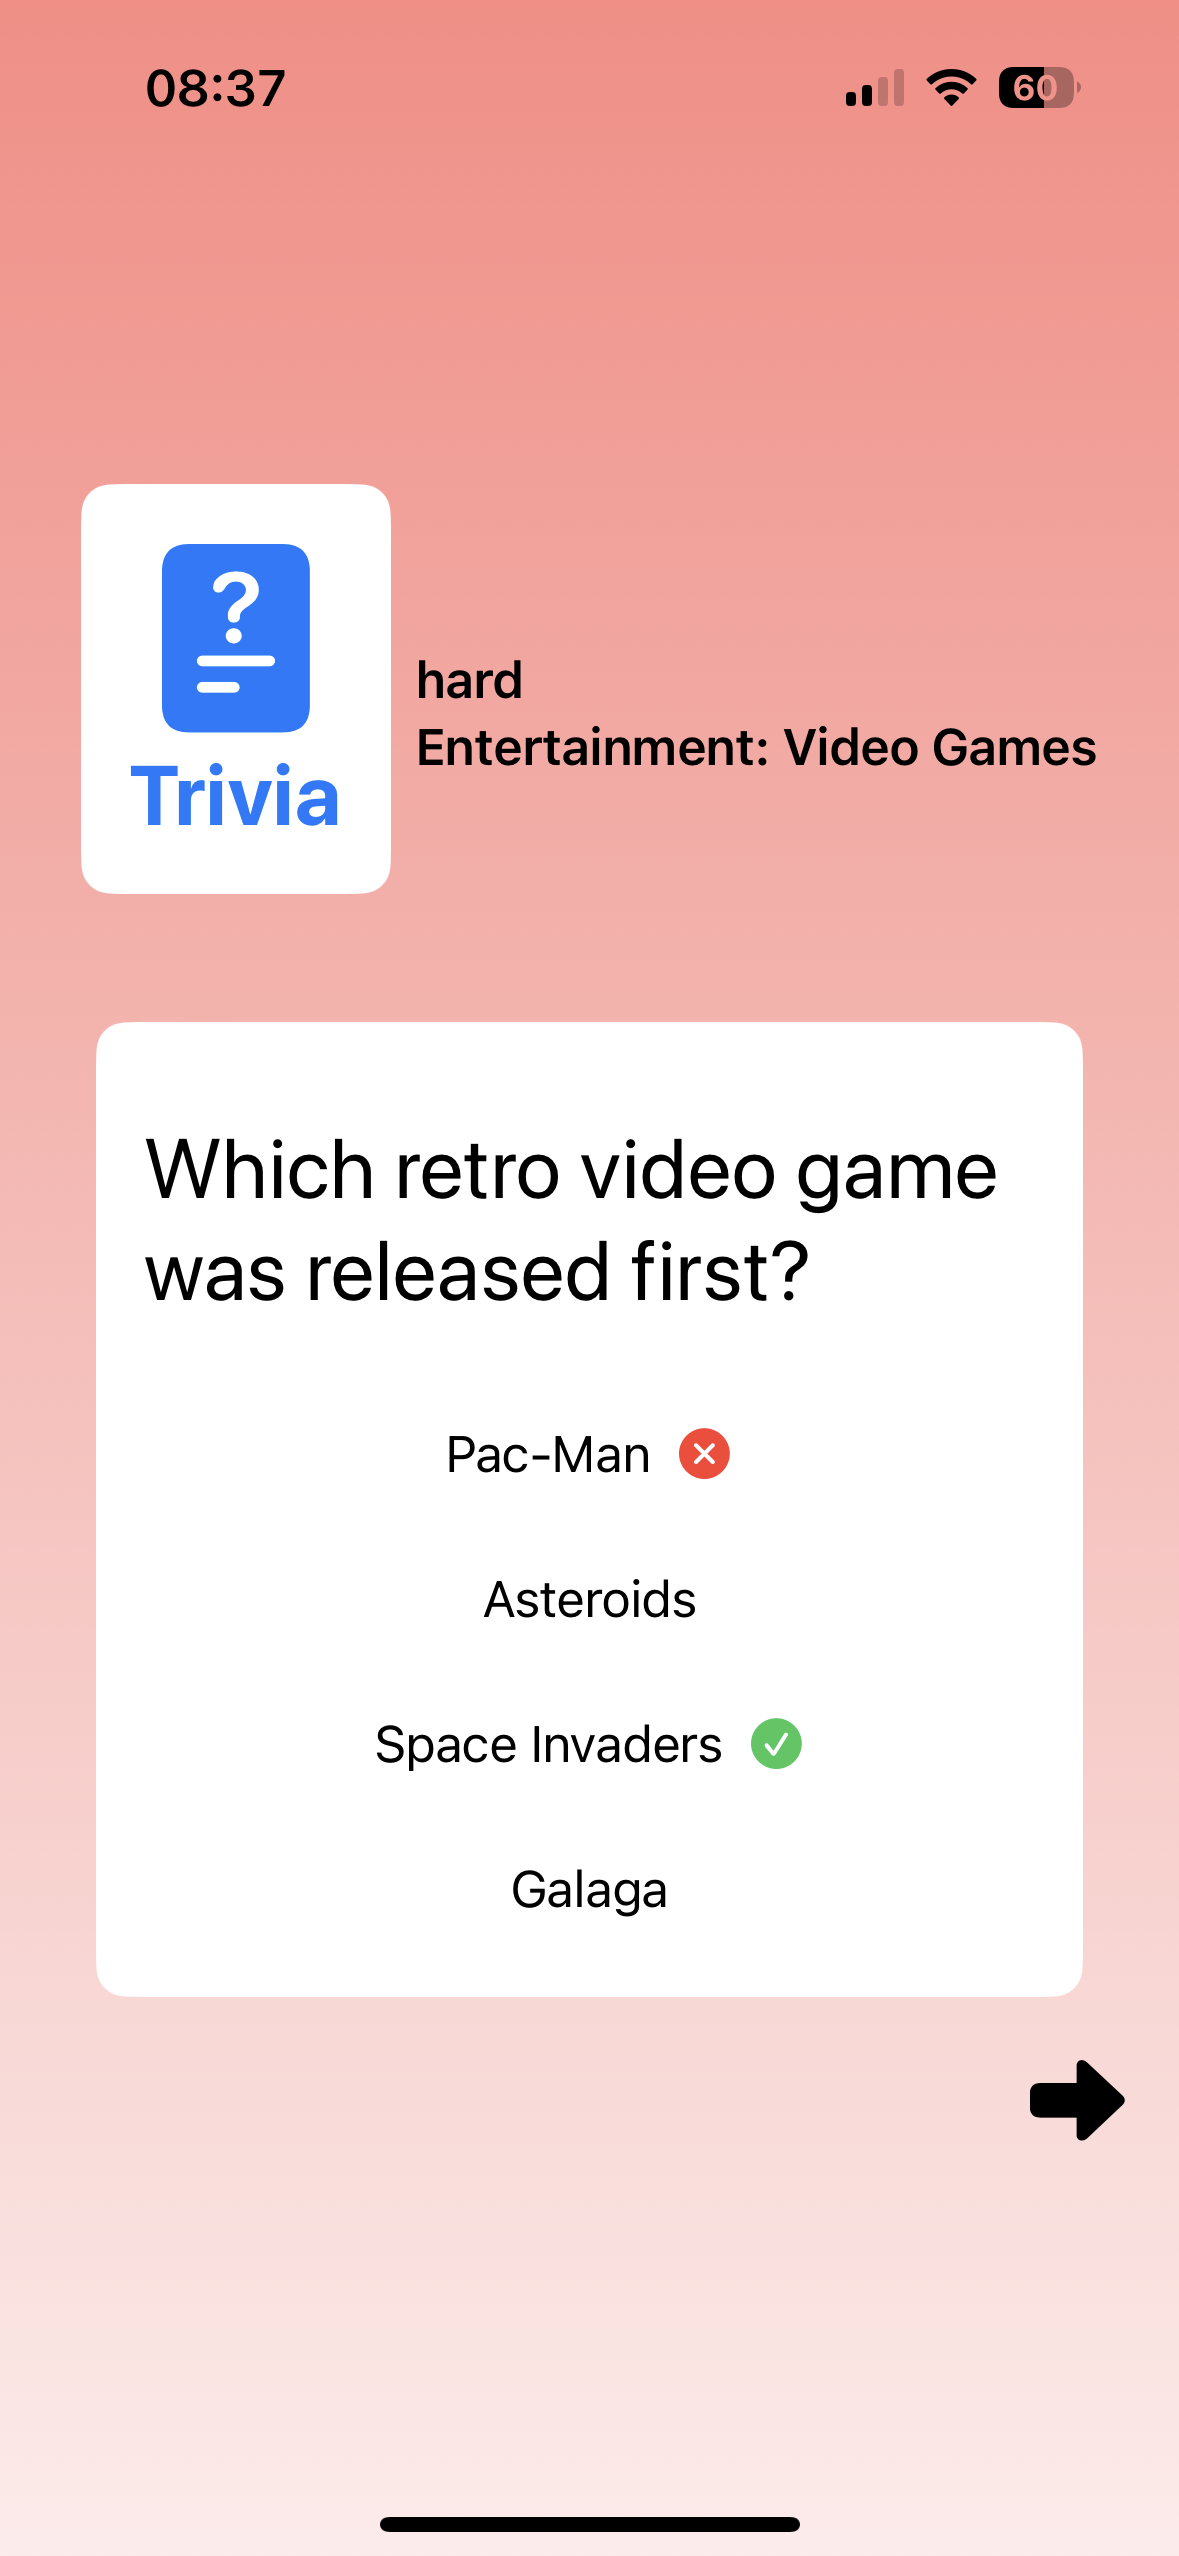 08:37
60
?
Trivia
hard
Entertainment: Video Games
Which retro video game
was released first?
Pac-Man
Asteroids
Space Invaders
Galaga